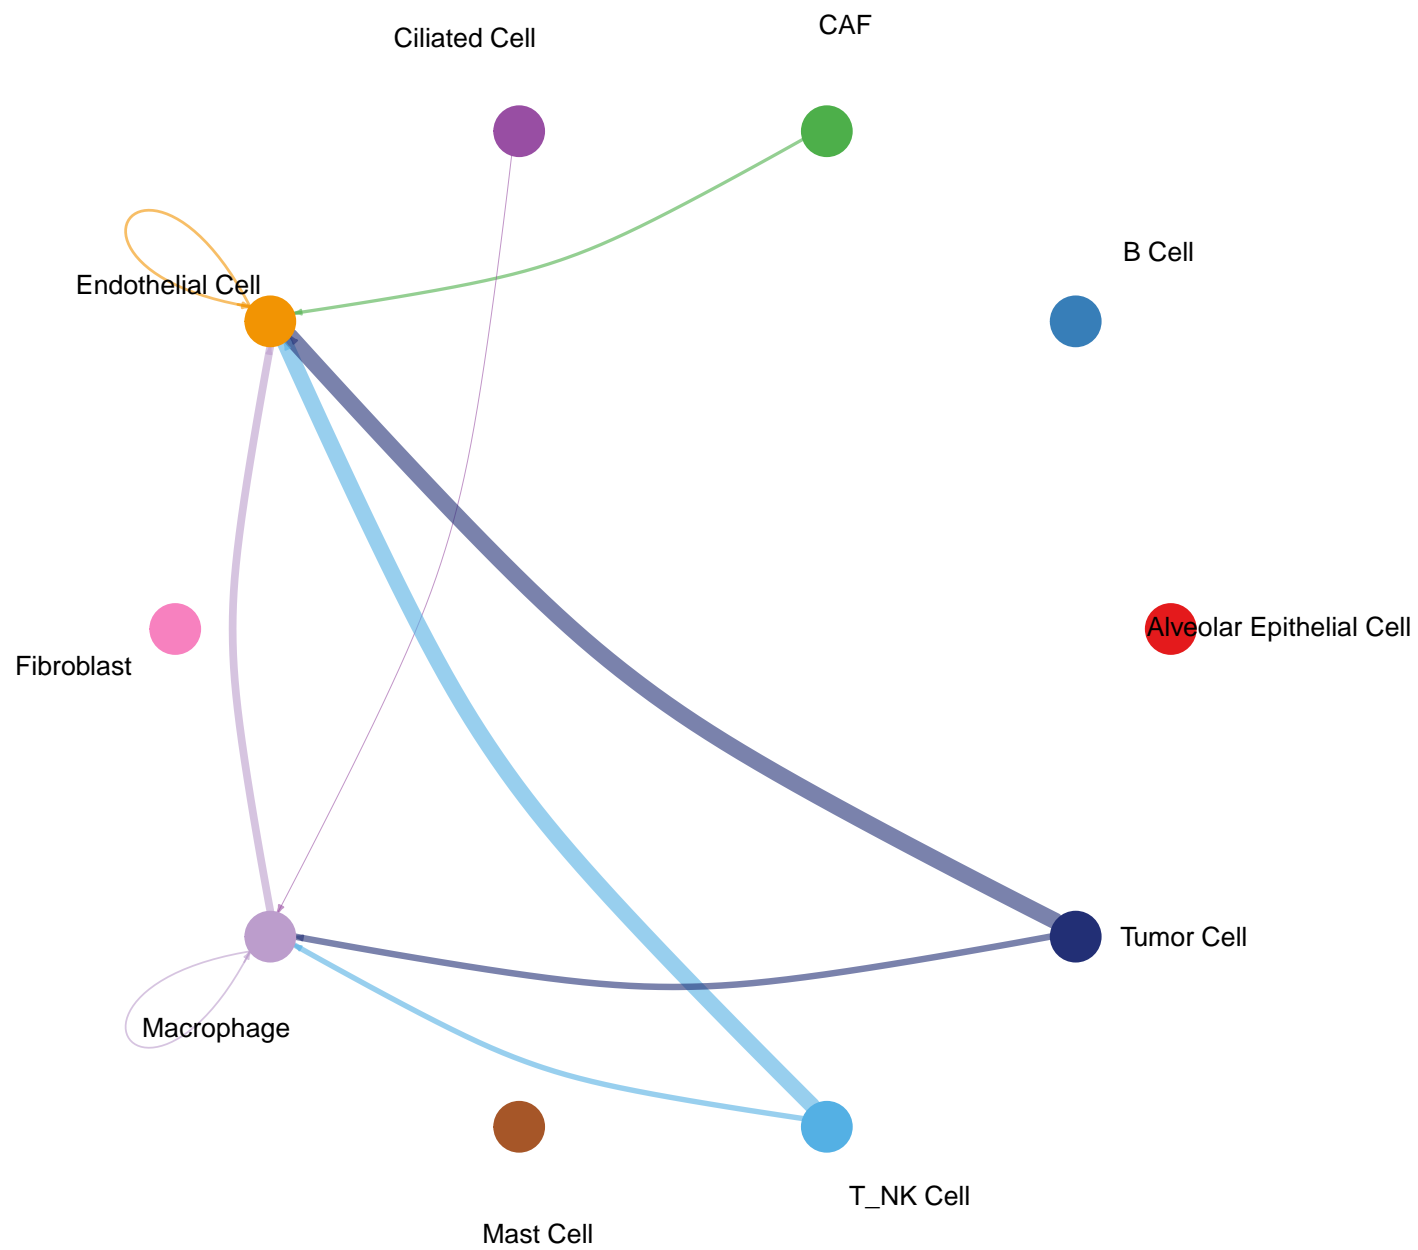 CAF
Ciliated Cell
B Cell
Endothelial Cell
Alveolar Epithelial Cell
Fibroblast
Tumor Cell
Macrophage
T_NK Cell
Mast Cell